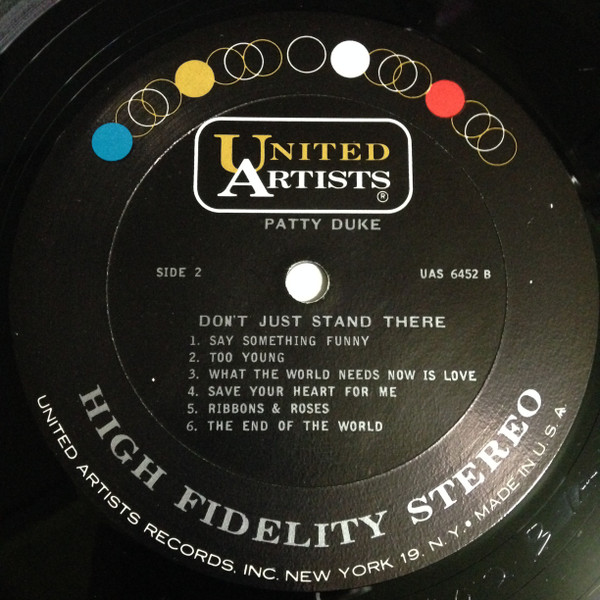 UNITED
ARTISTS
®
PATTY DUKE
SIDE 2
UAS 6452 B
DON'T JUST STAND THERE
1. SAY SOMETHING FUNNY
2. TOO YOUNG
3. WHAT THE WORLD NEEDS NOW IS LOVE
4. SAVE YOUR HEART FOR ME
5. RIBBONS & ROSES
6. THE END OF THE WORLD
HIGH FIDELITY STEREO
UNITED ARTISTS RECORDS, INC. NEW YORK 19, N.Y. • MADE IN U.S.A.